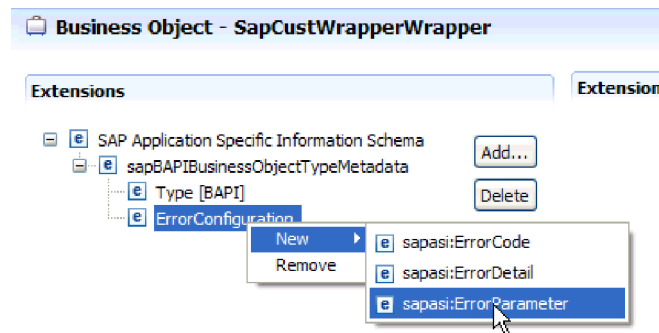 Business Object - SapCustWrapperWrapper
Extensions
Extension
SAP Application Specific Information Schema
sapBAPIBusinessObjectTypeMetadata
Type [BAPI]
ErrorConfiguration
Add...
Delete
New
Remove
sapasi:ErrorCode
sapasi:ErrorDetail
sapasi:ErrorParameter